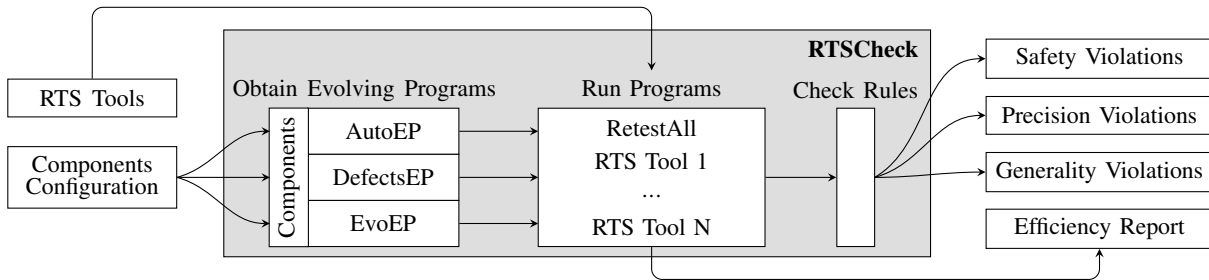 RTSCheck
RTS Tools
Components
Configuration
Obtain Evolving Programs
Components
AutoEP
DefectsEP
EvoEP
Run Programs
RetestAll
RTS Tool 1
...
RTS Tool N
Check Rules
Safety Violations
Precision Violations
Generality Violations
Efficiency Report